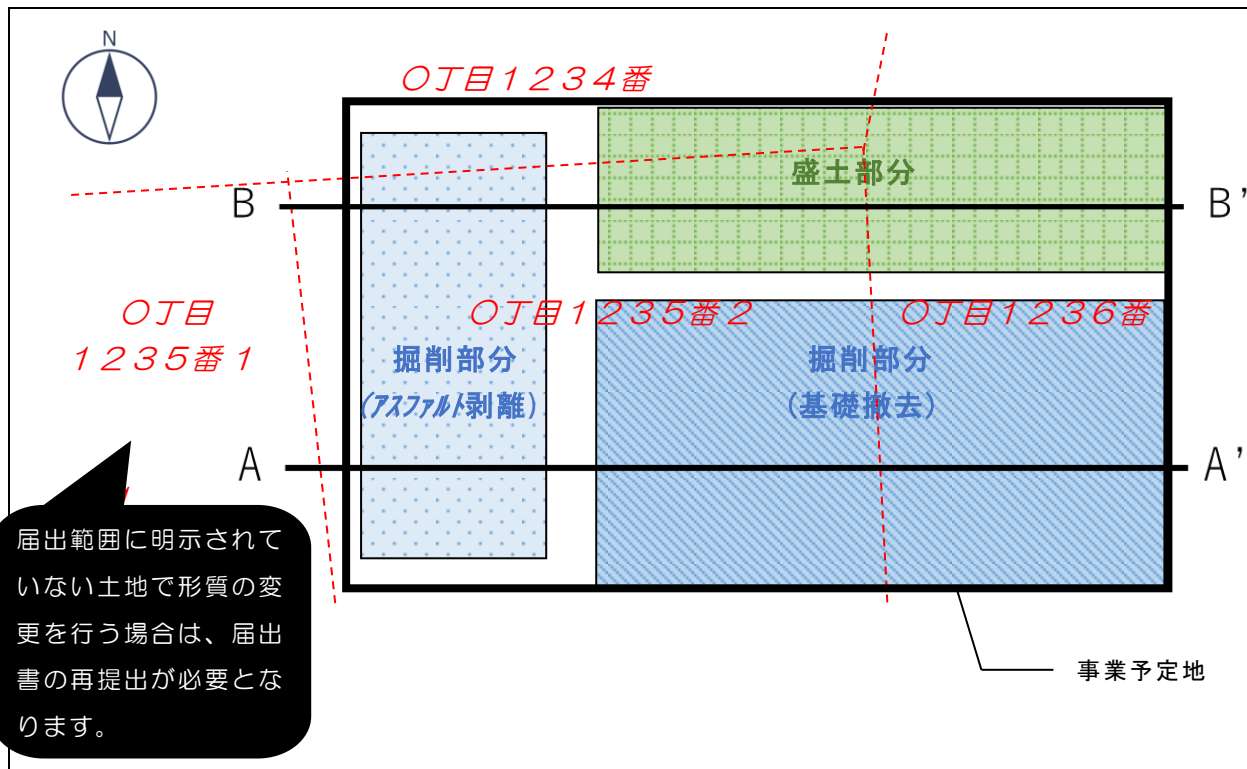 N
〇丁目1234番
盛土部分
B
B'
〇丁目
1235番1
〇丁目1235番2
〇丁目1236番
掘削部分
(アスファルト剥離)
掘削部分
(基礎撤去)
A
A'
届出範囲に明示されて
いない土地で形質の変
更を行う場合は、届出
書の再提出が必要とな
ります。
事業予定地